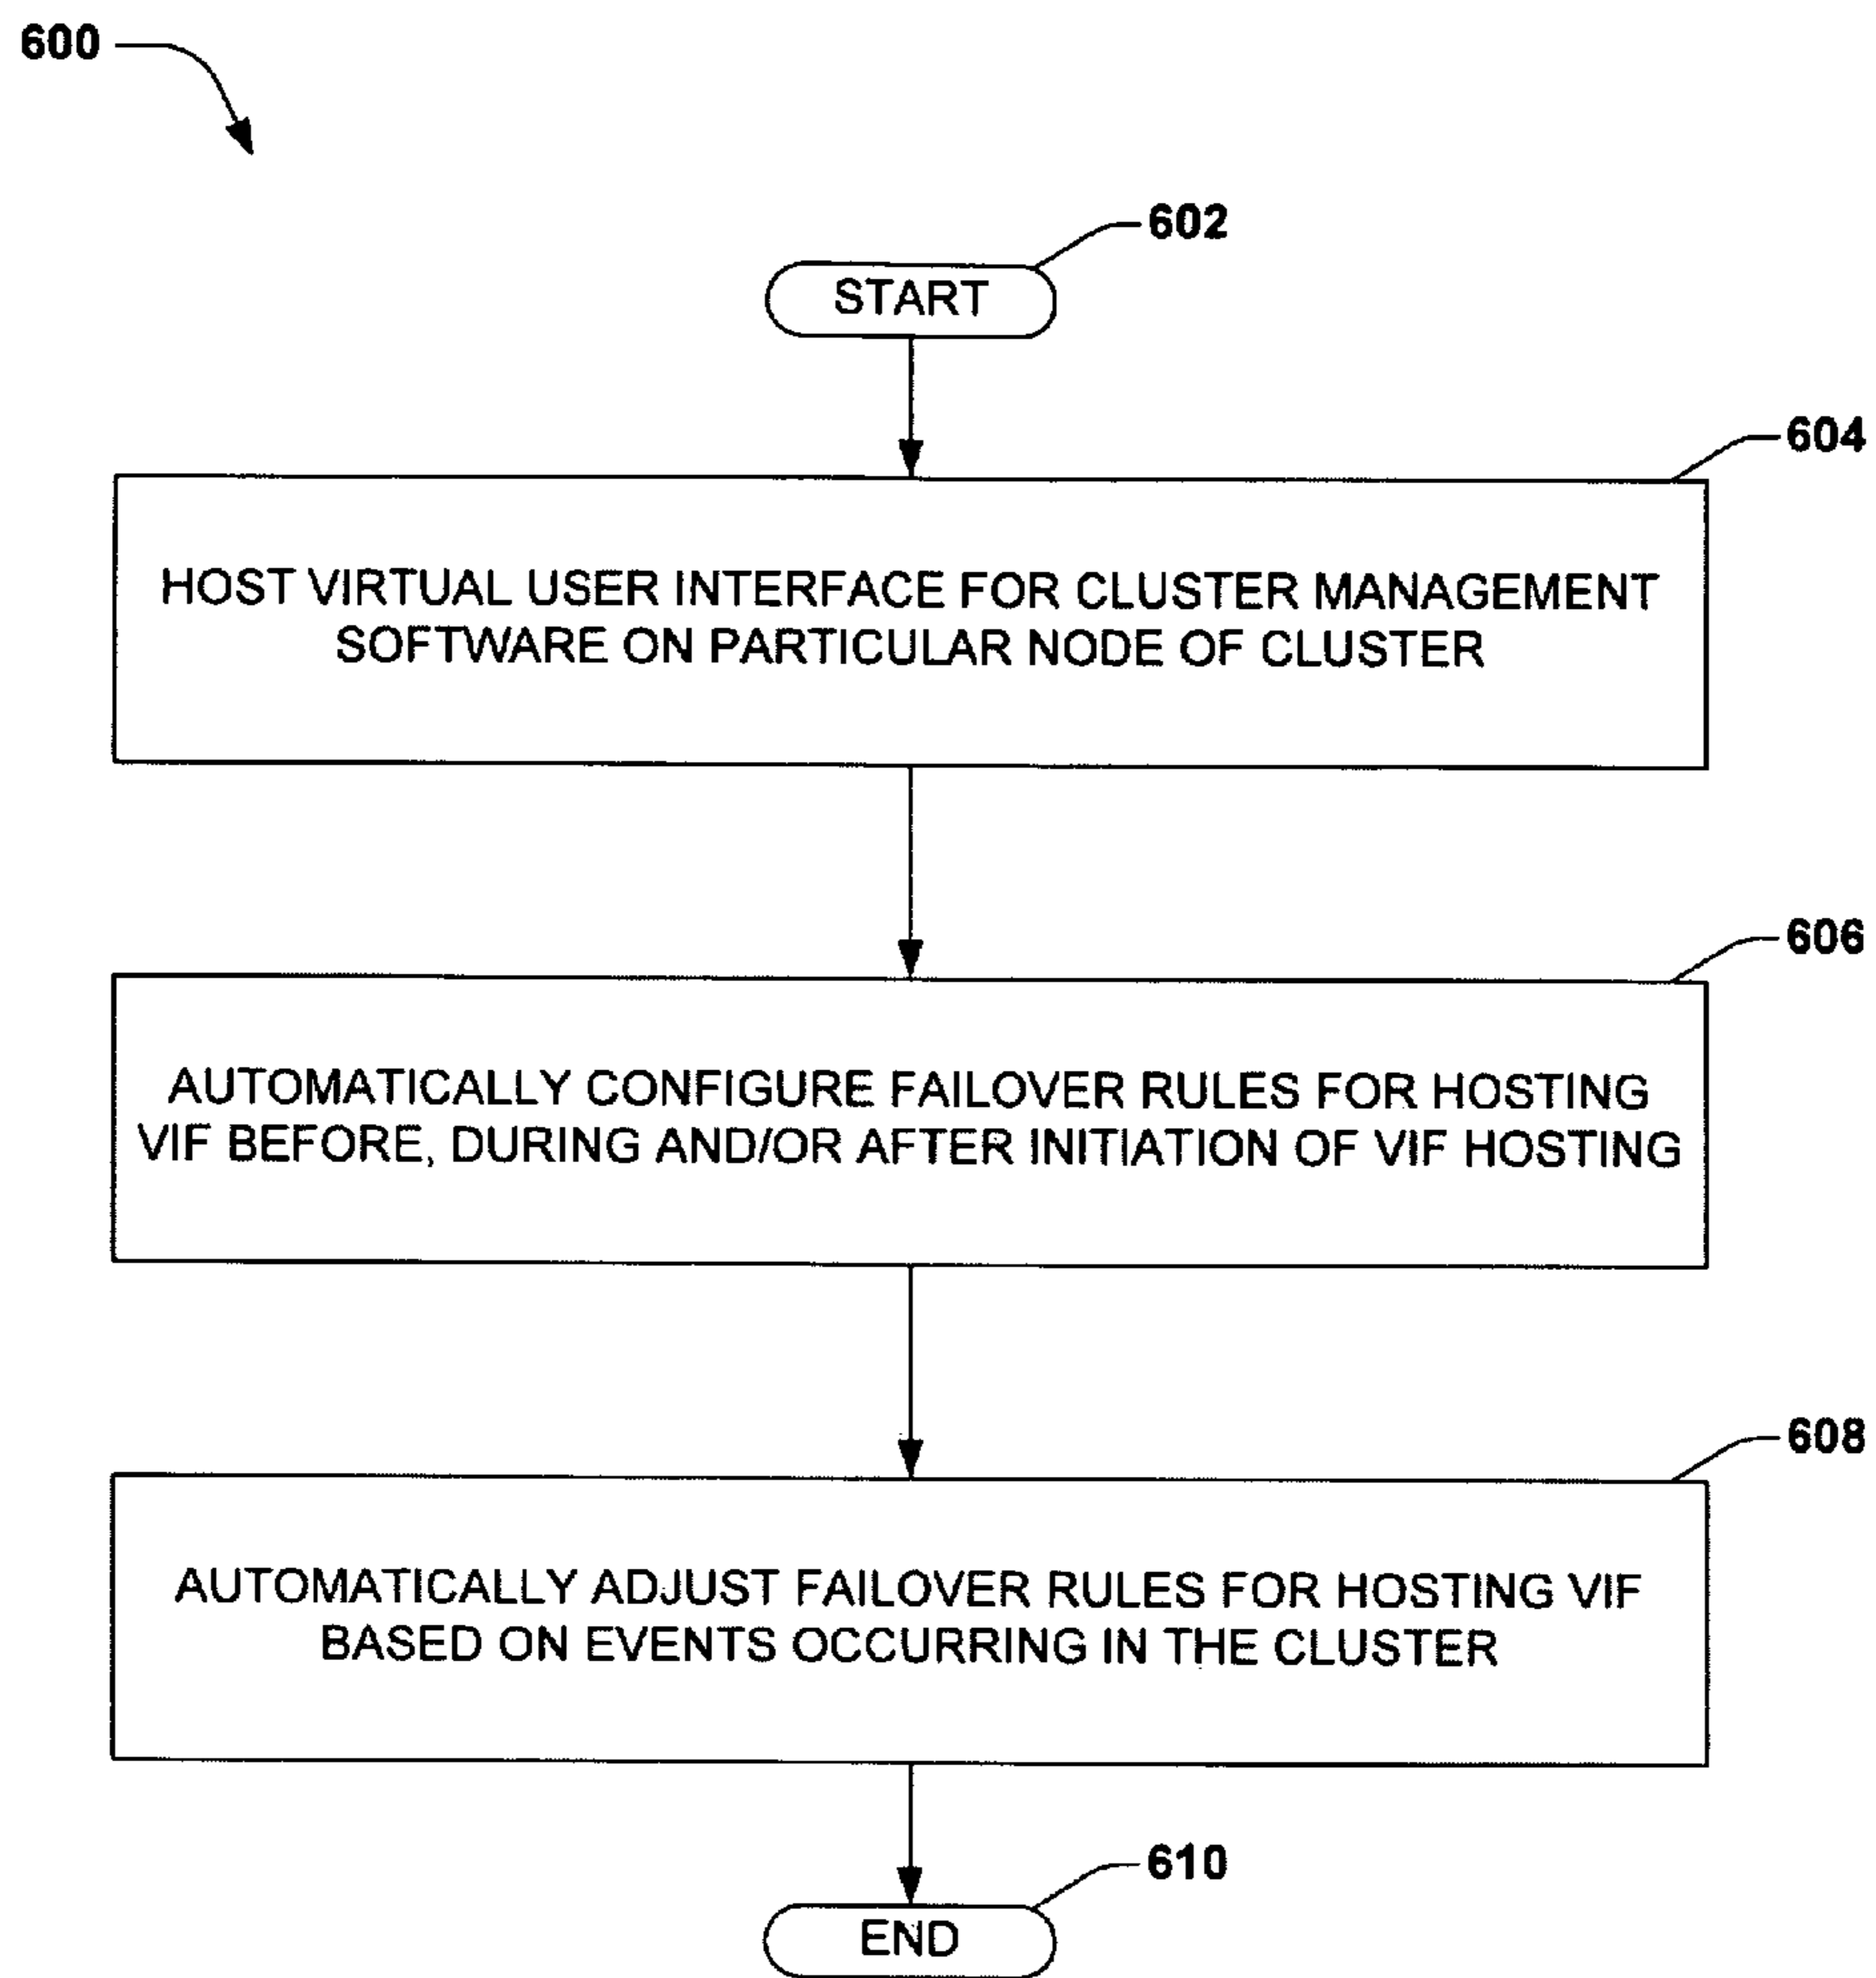 600
602
START
604
HOST VIRTUAL USER INTERFACE FOR CLUSTER MANAGEMENT
SOFTWARE ON PARTICULAR NODE OF CLUSTER
606
AUTOMATICALLY CONFIGURE FAILOVER RULES FOR HOSTING
VIF BEFORE, DURING AND/OR AFTER INITIATION OF VIF HOSTING
608
AUTOMATICALLY ADJUST FAILOVER RULES FOR HOSTING VIF
BASED ON EVENTS OCCURRING IN THE CLUSTER
610
END